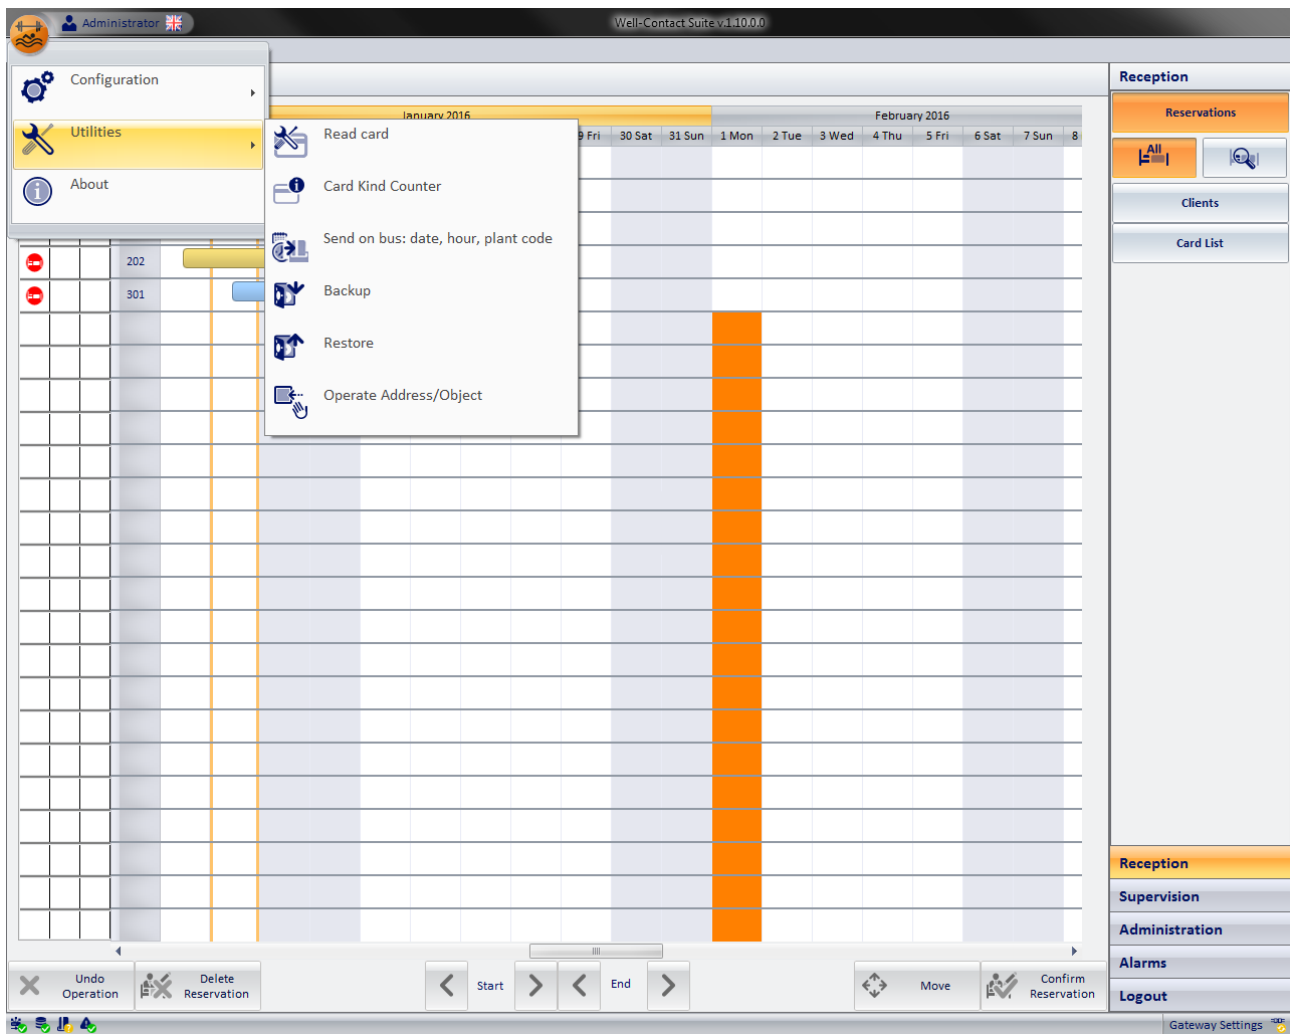 Administrator
Well-Contact Suite v.1.10.0.0
Configuration
Utilities
About
Read card
Card Kind Counter
Send on bus: date, hour, plant code
Backup
Restore
Operate Address/Object
January 2016
February 2016
9 Fri 30 Sat 31 Sun 1 Mon 2 Tue 3 Wed 4 Thu 5 Fri 6 Sat 7 Sun 8
202
301
Reception
Reservations
All
Clients
Card List
Reception
Supervision
Administration
Alarms
Logout
Undo
Operation
Delete
Reservation
Start
End
Move
Confirm
Reservation
Gateway Settings